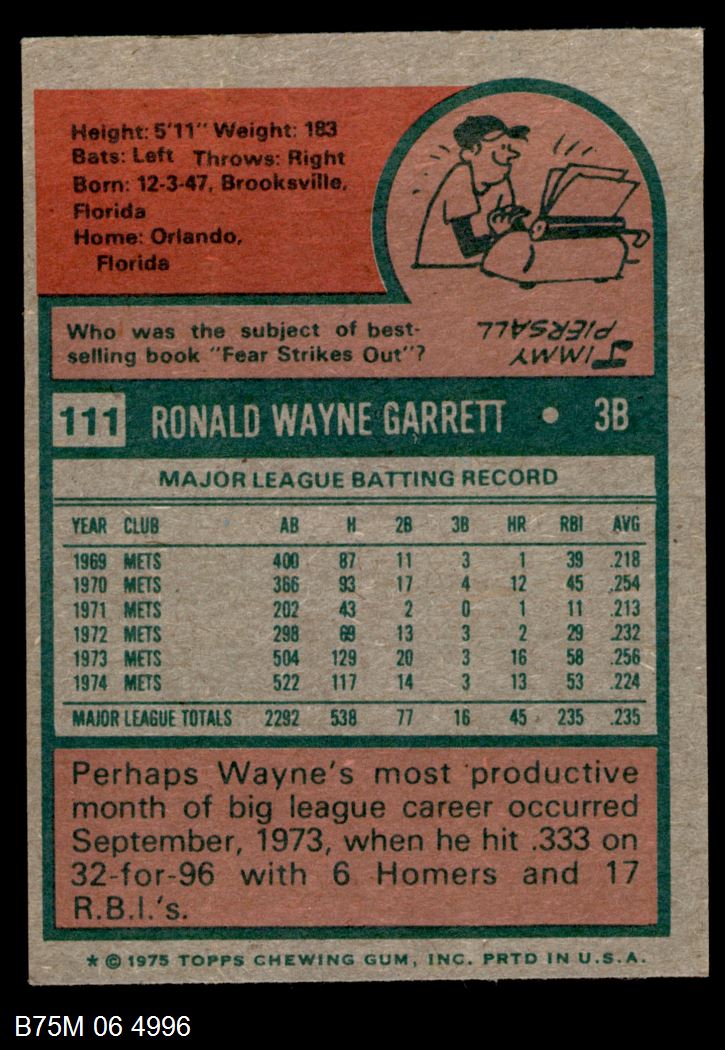 Height: 5'11" Weight: 183
Bats: Left Throws: Right
Born: 12-3-47, Brooksville,
Florida
Home: Orlando,
Florida
Who was the subject of best-
selling book "Fear Strikes Out"?
JIMMY
PIERSALL
111 RONALD WAYNE GARRETT • 3B
MAJOR LEAGUE BATTING RECORD
YEAR CLUB AB H 2B 3B HR RBI AVG
1969 METS 400 87 11 3 1 39 .218
1970 METS 366 93 17 4 12 45 .254
1971 METS 202 43 2 0 1 11 .213
1972 METS 298 69 13 3 2 29 .232
1973 METS 504 129 20 3 16 58 .256
1974 METS 522 117 14 3 13 53 .224
MAJOR LEAGUE TOTALS 2292 538 77 16 45 235 .235
Perhaps Wayne's most productive
month of big league career occurred
September, 1973, when he hit .333 on
32-for-96 with 6 Homers and 17
R.B.I.'s.
* © 1975 TOPPS CHEWING GUM, INC. PRTD IN U.S.A.
B75M 06 4996